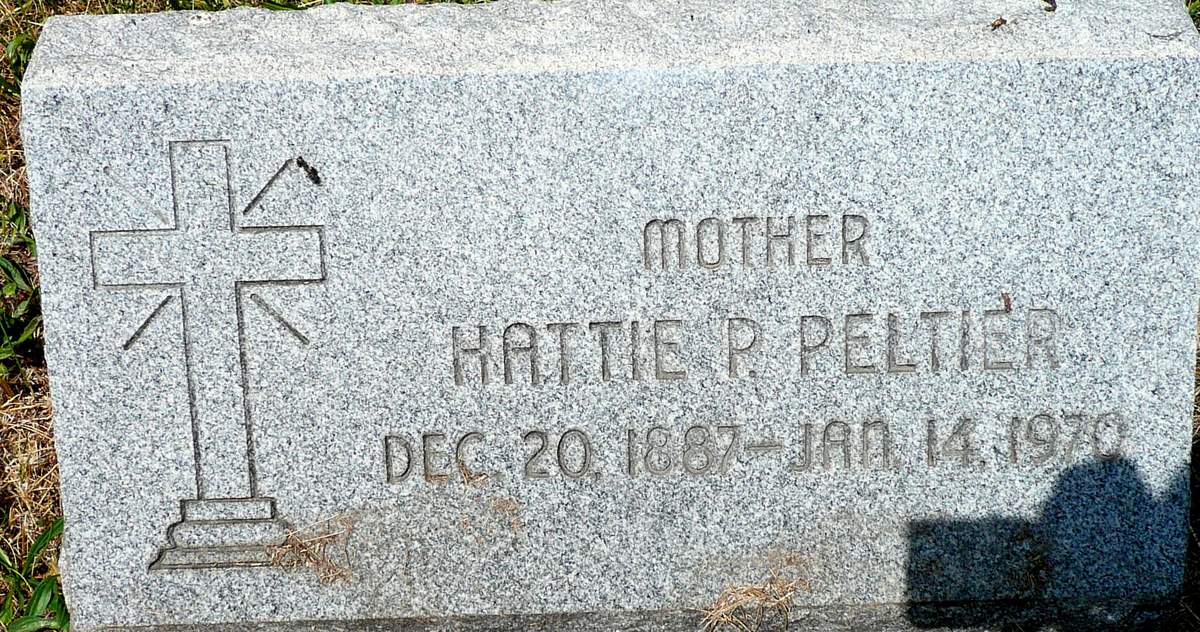 MOTHER
HATTIE P. PELTIER
DEC. 20, 1887-JAN. 14, 1970